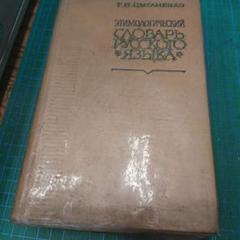 Г. П. Цыганенко
ЭТИМОЛОГИЧЕСКИЙ
СЛОВАРЬ
РУССКОГО
ЯЗЫКА